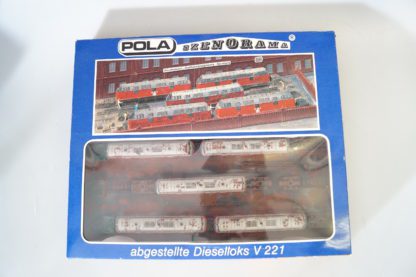 POLA SZENORAMA ®
abgestellte Dieselloks V 221